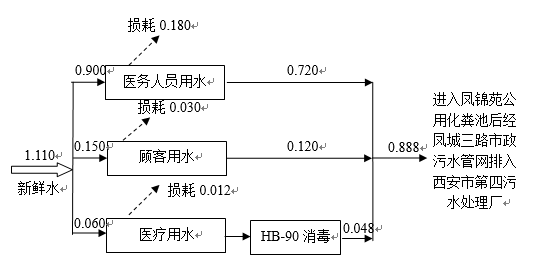 损耗 0.180
0.900
医务人员用水
0.720
损耗 0.030
0.150
顾客用水
0.120
1.110
新鲜水
0.888
进入凤锦苑公
用化粪池后经
凤城三路市政
污水管网排入
西安市第四污
水处理厂
损耗 0.012
0.060
医疗用水
HB-90 消毒
0.048